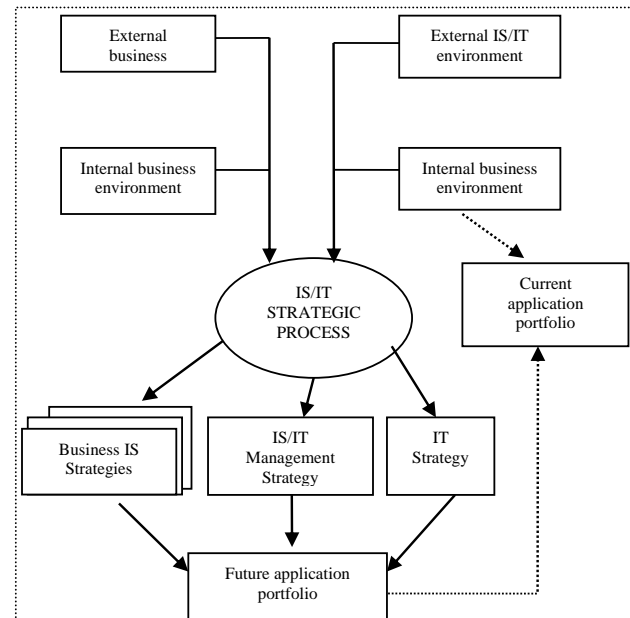 External
business
External IS/IT
environment
Internal business
environment
Internal business
environment
IS/IT
STRATEGIC
PROCESS
Current
application
portfolio
Business IS
Strategies
IS/IT
Management
Strategy
IT
Strategy
Future application
portfolio